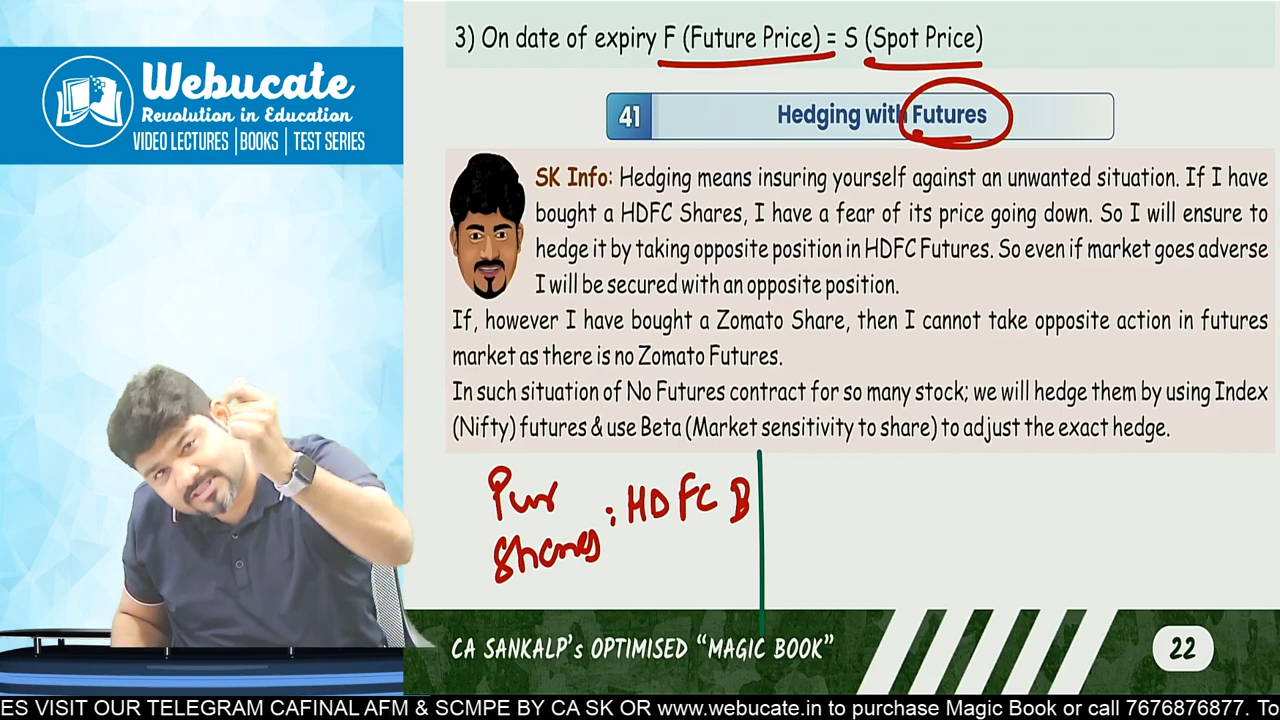 3) On date of expiry F (Future Price) = S (Spot Price)
Webucate
Revolution in Education
VIDEO LECTURES | BOOKS | TEST SERIES
41 Hedging with Futures
SK Info: Hedging means insuring yourself against an unwanted situation. If I have
bought a HDFC Shares, I have a fear of its price going down. So I will ensure to
hedge it by taking opposite position in HDFC Futures. So even if market goes adverse
I will be secured with an opposite position.
If, however I have bought a Zomato Share, then I cannot take opposite action in futures
market as there is no Zomato Futures.
In such situation of No Futures contract for so many stock; we will hedge them by using Index
(Nifty) futures & use Beta (Market sensitivity to share) to adjust the exact hedge.
Pur
Shares : HDFC B
CA SANKALP's OPTIMISED "MAGIC BOOK"
22
ES VISIT OUR TELEGRAM CAFINAL AFM & SCMPE BY CA SK OR www.webucate.in to purchase Magic Book or call 7676876877. To